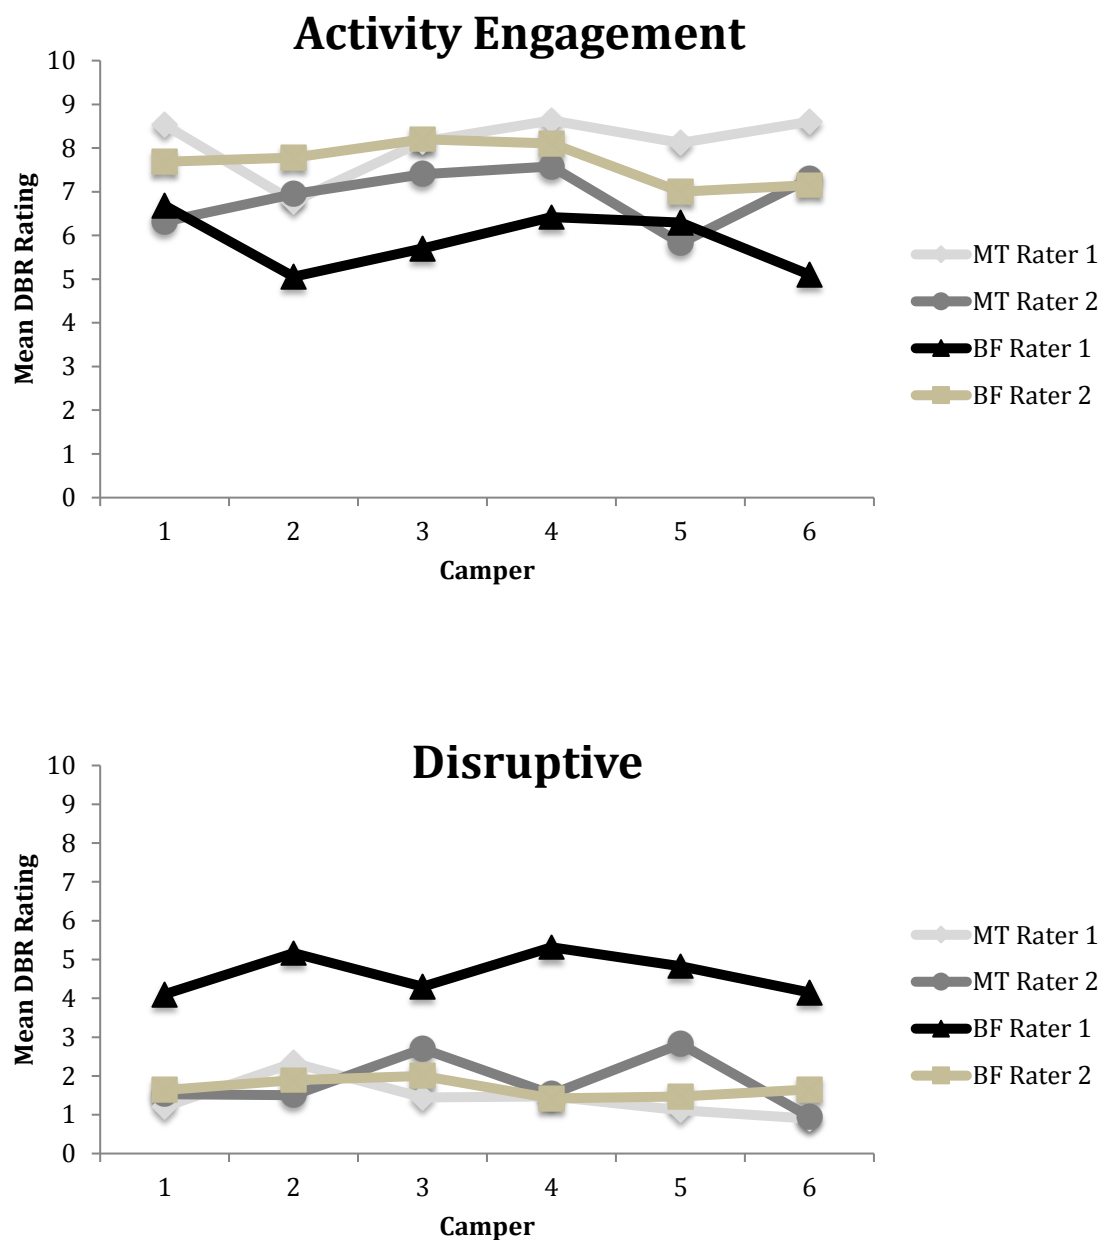 Activity Engagement
10
9
8
7
6
5
4
3
2
1
0
Mean DBR Rating
1 2 3 4 5 6
Camper
MT Rater 1
MT Rater 2
BF Rater 1
BF Rater 2
Disruptive
10
9
8
7
6
5
4
3
2
1
0
Mean DBR Rating
1 2 3 4 5 6
Camper
MT Rater 1
MT Rater 2
BF Rater 1
BF Rater 2